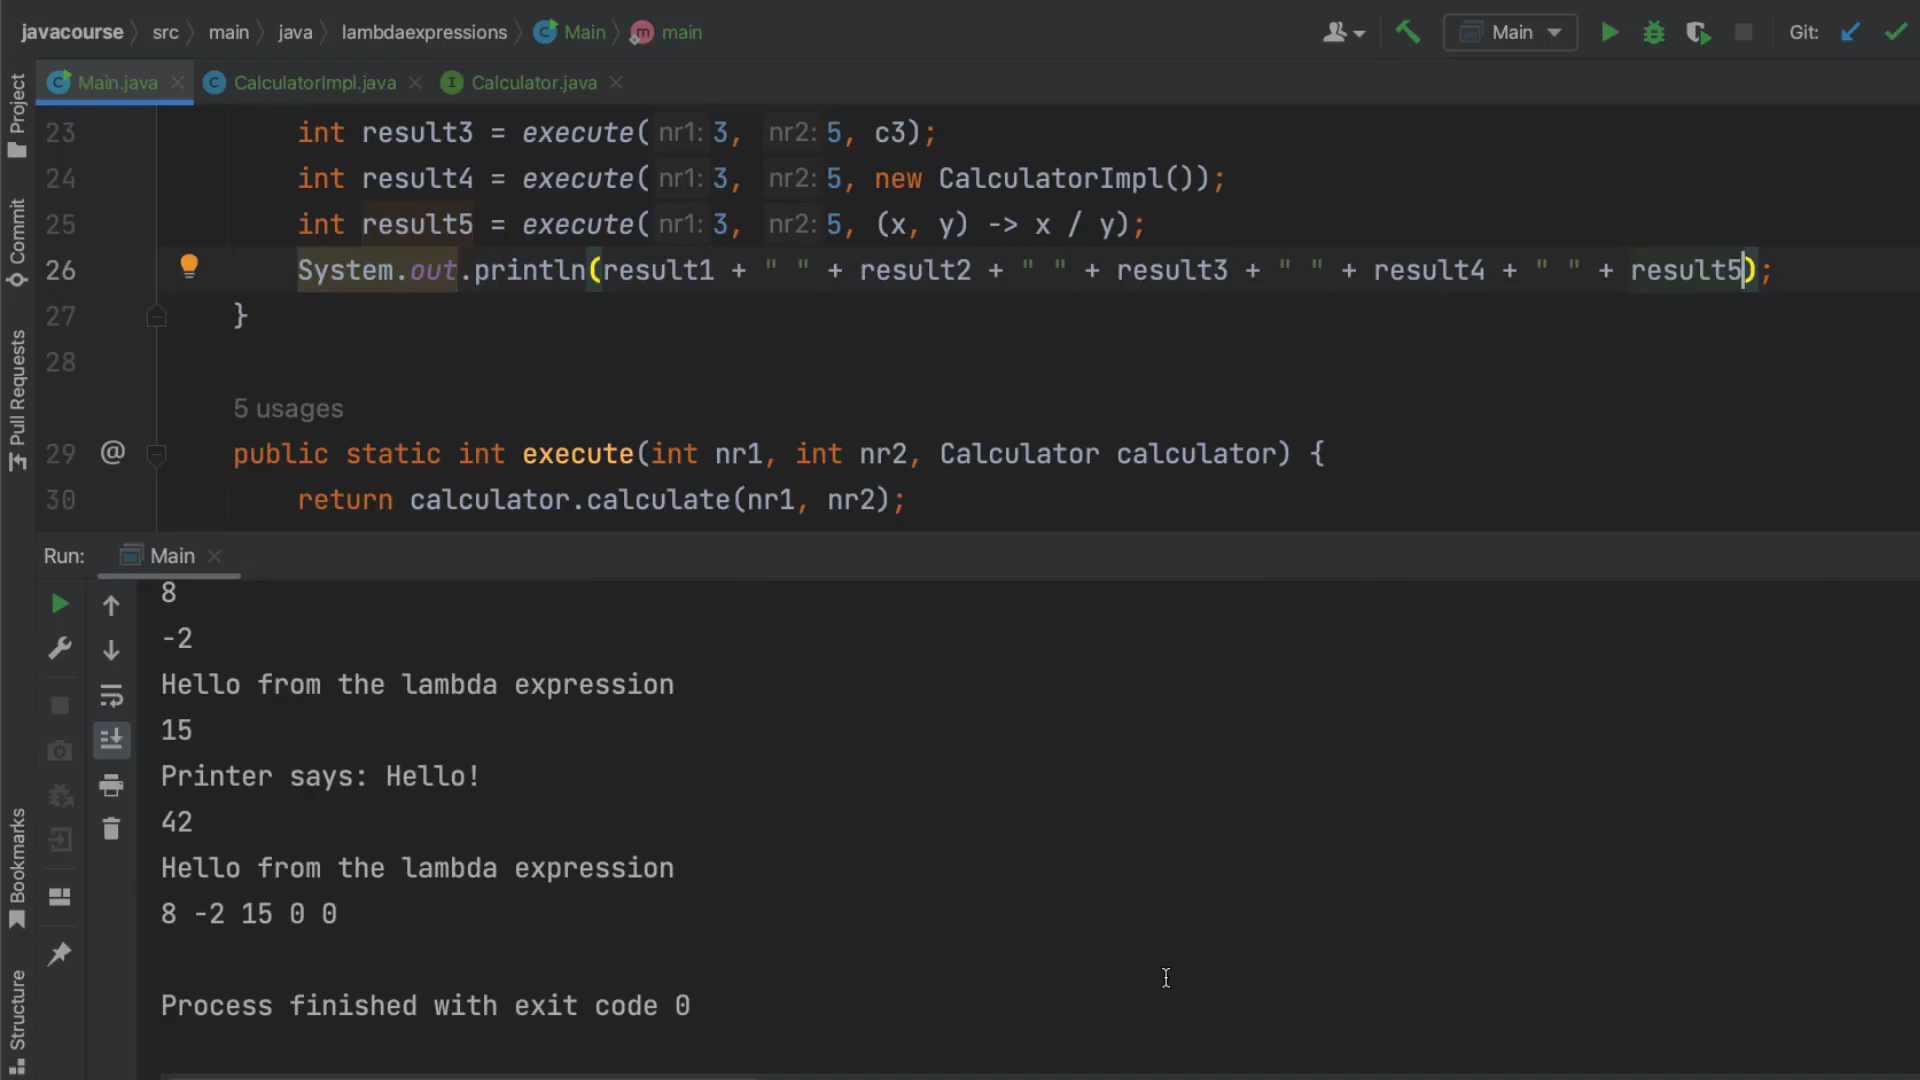 javacourse src main java lambdaexpressions Main main Main Git:
Main.java CalculatorImpl.java Calculator.java
Project
Commit
Pull Requests
Bookmarks
Structure
23 int result3 = execute( nr1: 3, nr2: 5, c3);
24 int result4 = execute( nr1: 3, nr2: 5, new CalculatorImpl());
25 int result5 = execute( nr1: 3, nr2: 5, (x, y) -> x / y);
26 System.out.println(result1 + " " + result2 + " " + result3 + " " + result4 + " " + result5);
27 }
28
5 usages
29 @ public static int execute(int nr1, int nr2, Calculator calculator) {
30 return calculator.calculate(nr1, nr2);
Run: Main
8
-2
Hello from the lambda expression
15
Printer says: Hello!
42
Hello from the lambda expression
8 -2 15 0 0
Process finished with exit code 0